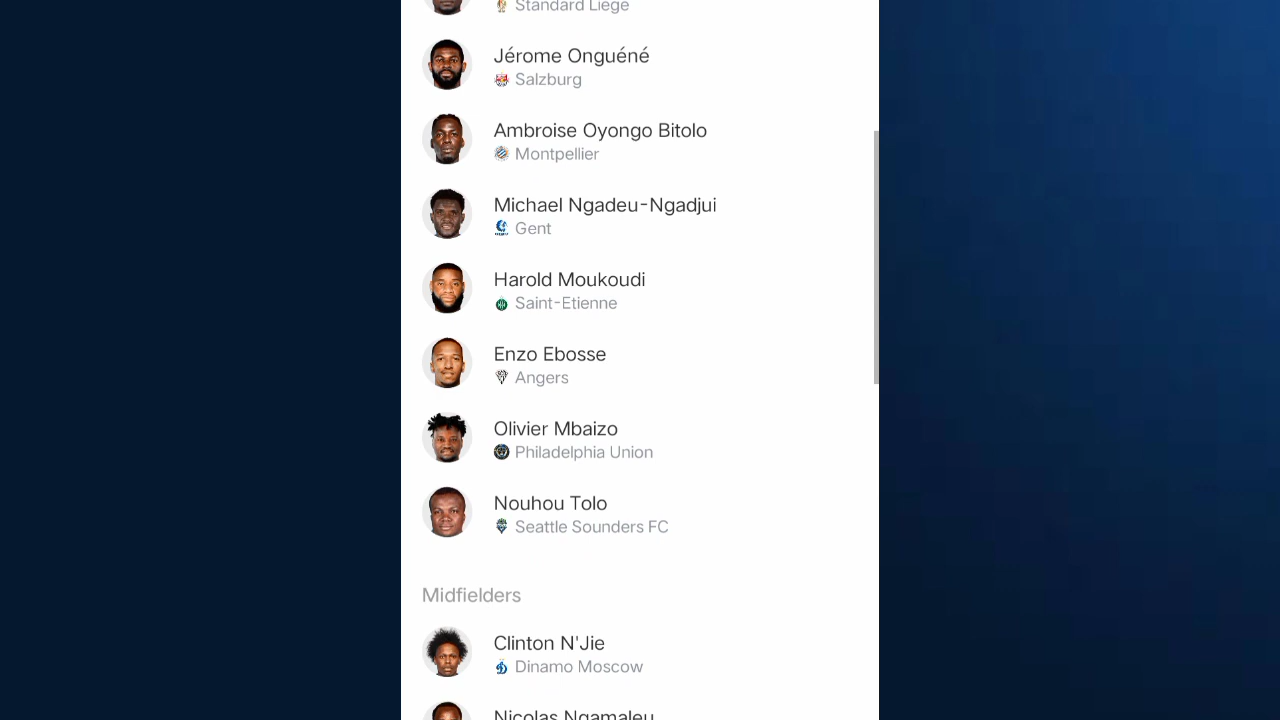 Standard Liege
Jérome Onguéné
Salzburg
Ambroise Oyongo Bitolo
Montpellier
Michael Ngadeu-Ngadjui
Gent
Harold Moukoudi
Saint-Etienne
Enzo Ebosse
Angers
Olivier Mbaizo
Philadelphia Union
Nouhou Tolo
Seattle Sounders FC
Midfielders
Clinton N'Jie
Dinamo Moscow
Nicolas Ngamaleu